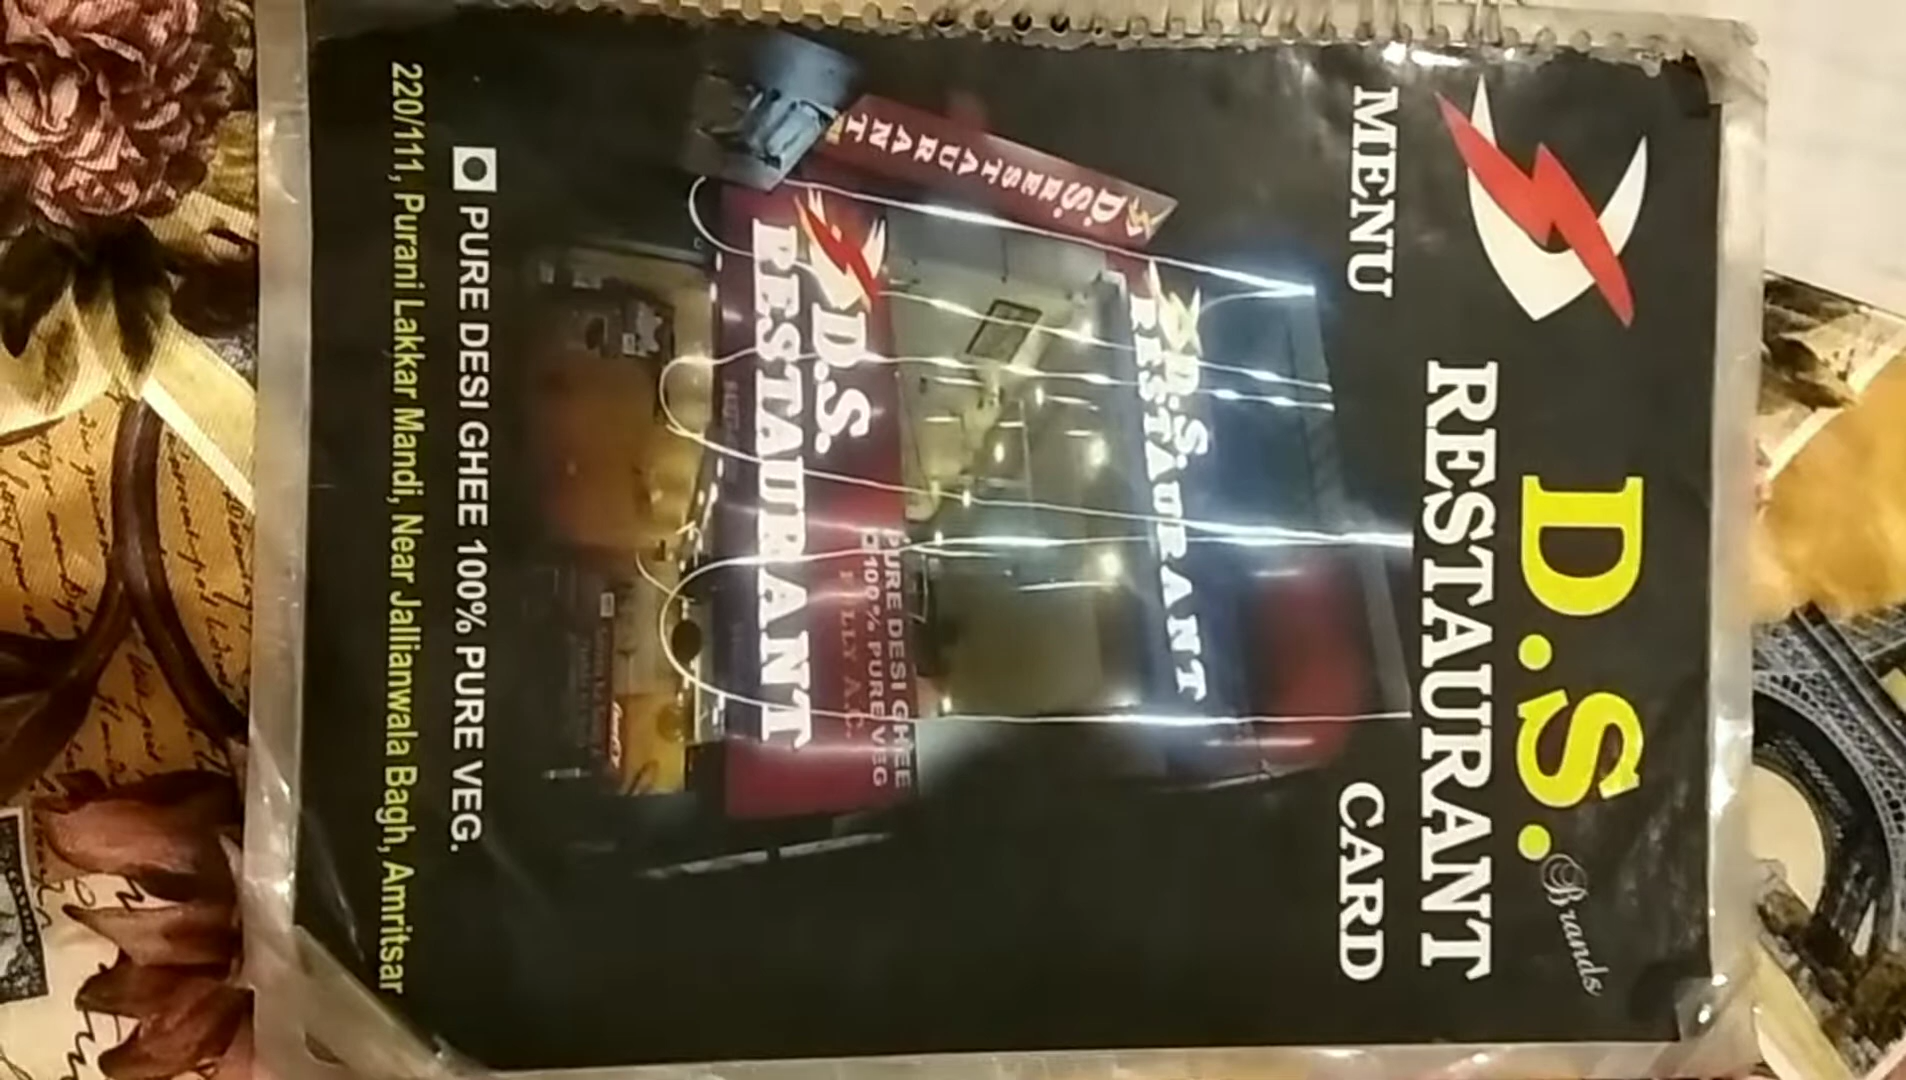 D.S.
Brands
RESTAURANT
MENU
CARD
D.S. RESTAURANT
D.S.
RESTAURANT
D.S.
RESTAURANT
PURE DESI GHEE
100% PURE VEG
FULLY A.C.
PURE DESI GHEE 100% PURE VEG.
220/111, Purani Lakkar Mandi, Near Jallianwala Bagh, Amritsar